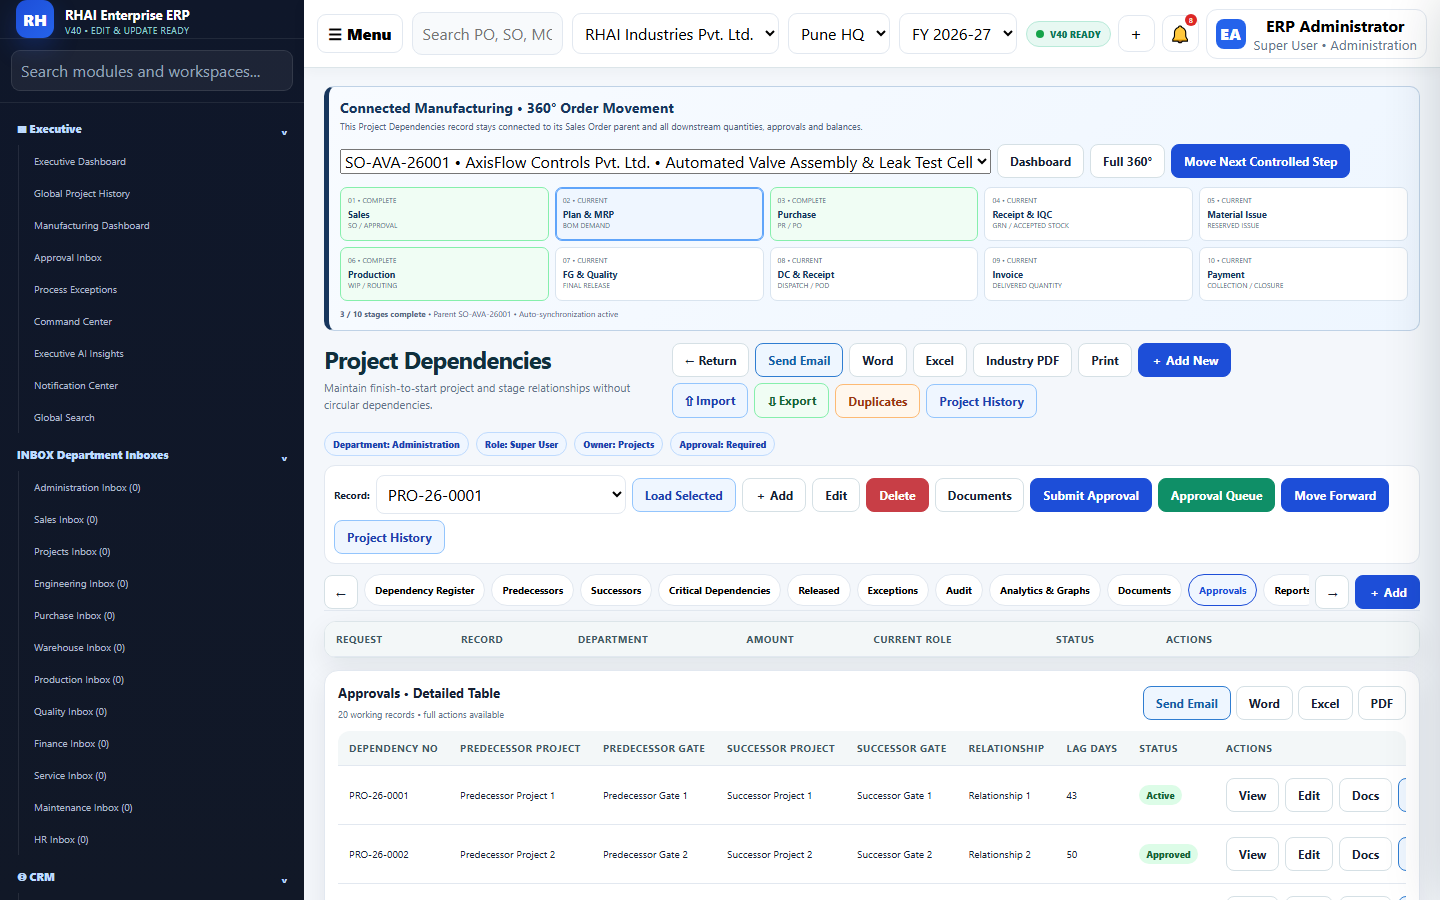 RH
RHAI Enterprise ERP
V40 • EDIT & UPDATE READY
Search modules and workspaces...
Executive
Executive Dashboard
Global Project History
Manufacturing Dashboard
Approval Inbox
Process Exceptions
Command Center
Executive AI Insights
Notification Center
Global Search
INBOX Department Inboxes
Administration Inbox (0)
Sales Inbox (0)
Projects Inbox (0)
Engineering Inbox (0)
Purchase Inbox (0)
Warehouse Inbox (0)
Production Inbox (0)
Quality Inbox (0)
Finance Inbox (0)
Service Inbox (0)
Maintenance Inbox (0)
HR Inbox (0)
CRM
☰ Menu
Search PO, SO, MC
RHAI Industries Pvt. Ltd.
Pune HQ
FY 2026-27
V40 READY
+
8
EA
ERP Administrator
Super User • Administration
Connected Manufacturing • 360° Order Movement
This Project Dependencies record stays connected to its Sales Order parent and all downstream quantities, approvals and balances.
SO-AVA-26001 • AxisFlow Controls Pvt. Ltd. • Automated Valve Assembly & Leak Test Cell
Dashboard
Full 360°
Move Next Controlled Step
01 • COMPLETE
Sales
SO / APPROVAL
02 • CURRENT
Plan & MRP
BOM DEMAND
03 • COMPLETE
Purchase
PR / PO
04 • CURRENT
Receipt & IQC
GRN / ACCEPTED STOCK
05 • CURRENT
Material Issue
RESERVED ISSUE
06 • COMPLETE
Production
WIP / ROUTING
07 • CURRENT
FG & Quality
FINAL RELEASE
08 • CURRENT
DC & Receipt
DISPATCH / POD
09 • CURRENT
Invoice
DELIVERED QUANTITY
10 • CURRENT
Payment
COLLECTION / CLOSURE
3 / 10 stages complete • Parent SO-AVA-26001 • Auto-synchronization active
Project Dependencies
Maintain finish-to-start project and stage relationships without
circular dependencies.
← Return
Send Email
Word
Excel
Industry PDF
Print
+ Add New
⇧ Import
⇩ Export
Duplicates
Project History
Department: Administration
Role: Super User
Owner: Projects
Approval: Required
Record:
PRO-26-0001
Load Selected
+ Add
Edit
Delete
Documents
Submit Approval
Approval Queue
Move Forward
Project History
←
Dependency Register
Predecessors
Successors
Critical Dependencies
Released
Exceptions
Audit
Analytics & Graphs
Documents
Approvals
Reports
→
+ Add
REQUEST RECORD DEPARTMENT AMOUNT CURRENT ROLE STATUS ACTIONS
Approvals • Detailed Table
20 working records • full actions available
Send Email
Word
Excel
PDF
DEPENDENCY NO PREDECESSOR PROJECT PREDECESSOR GATE SUCCESSOR PROJECT SUCCESSOR GATE RELATIONSHIP LAG DAYS STATUS ACTIONS
PRO-26-0001 Predecessor Project 1 Predecessor Gate 1 Successor Project 1 Successor Gate 1 Relationship 1 43 Active View Edit Docs
PRO-26-0002 Predecessor Project 2 Predecessor Gate 2 Successor Project 2 Successor Gate 2 Relationship 2 50 Approved View Edit Docs